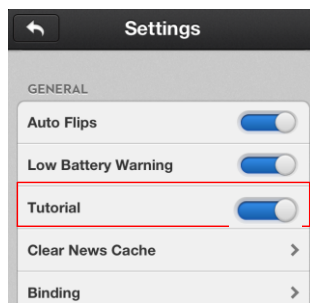 Settings
GENERAL
Auto Flips
Low Battery Warning
Tutorial
Clear News Cache
Binding